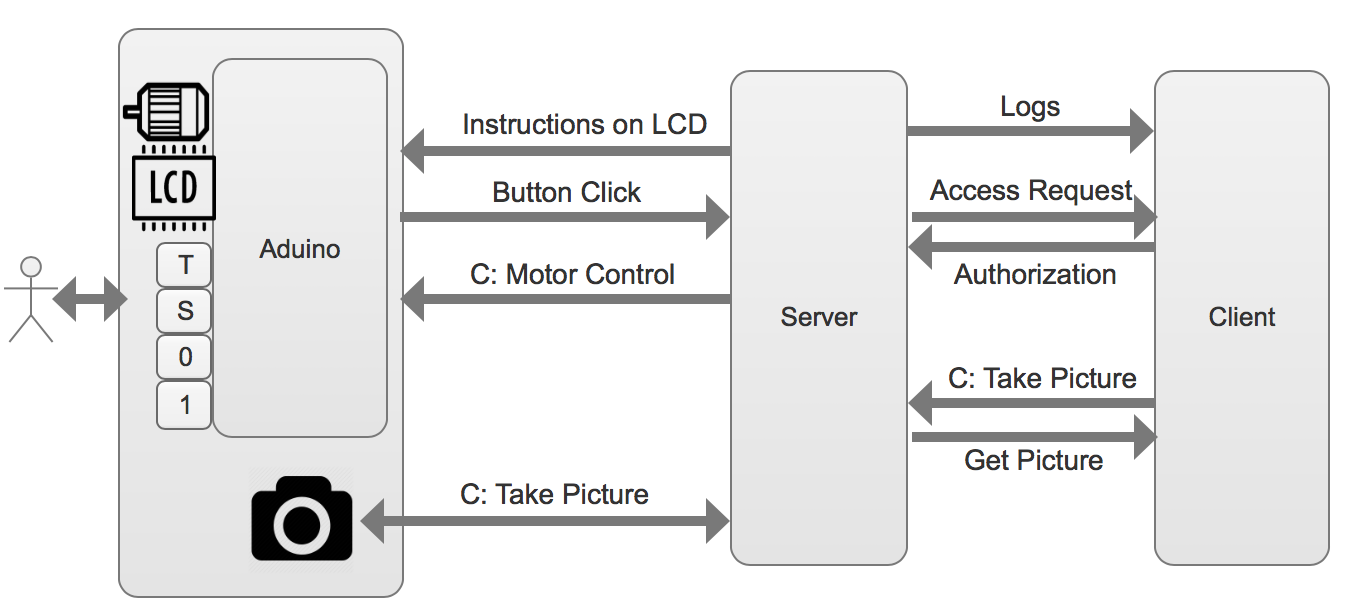 LCD
T
S
0
1
Aduino
Instructions on LCD
Button Click
C: Motor Control
C: Take Picture
Server
Logs
Access Request
Authorization
C: Take Picture
Get Picture
Client